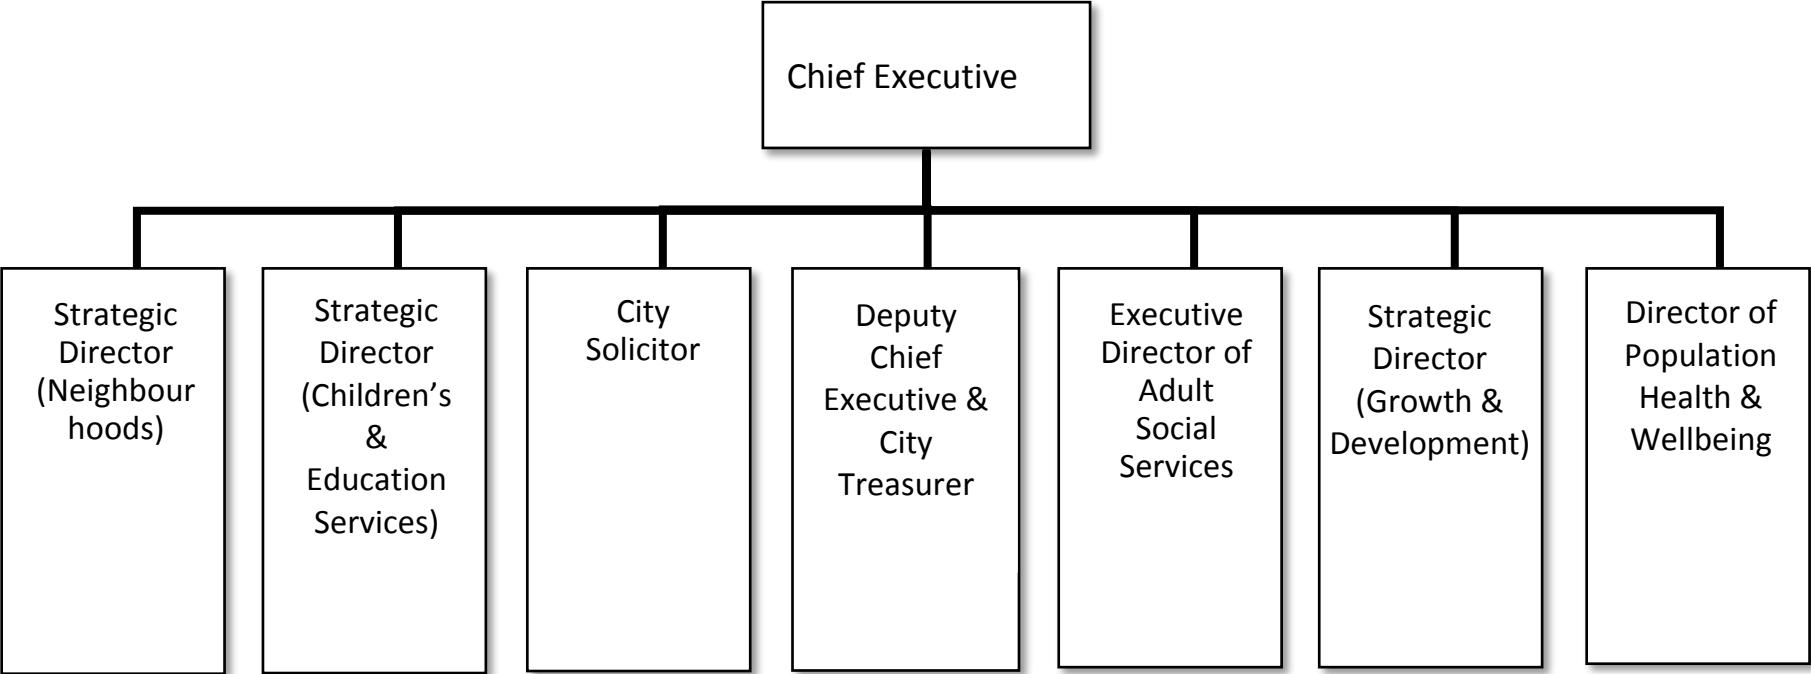 Chief Executive
Strategic
Director
(Neighbour
hoods)
Strategic
Director
(Children’s
&
Education
Services)
City
Solicitor
Deputy
Chief
Executive &
City
Treasurer
Executive
Director of
Adult
Social
Services
Strategic
Director
(Growth &
Development)
Director of
Population
Health &
Wellbeing